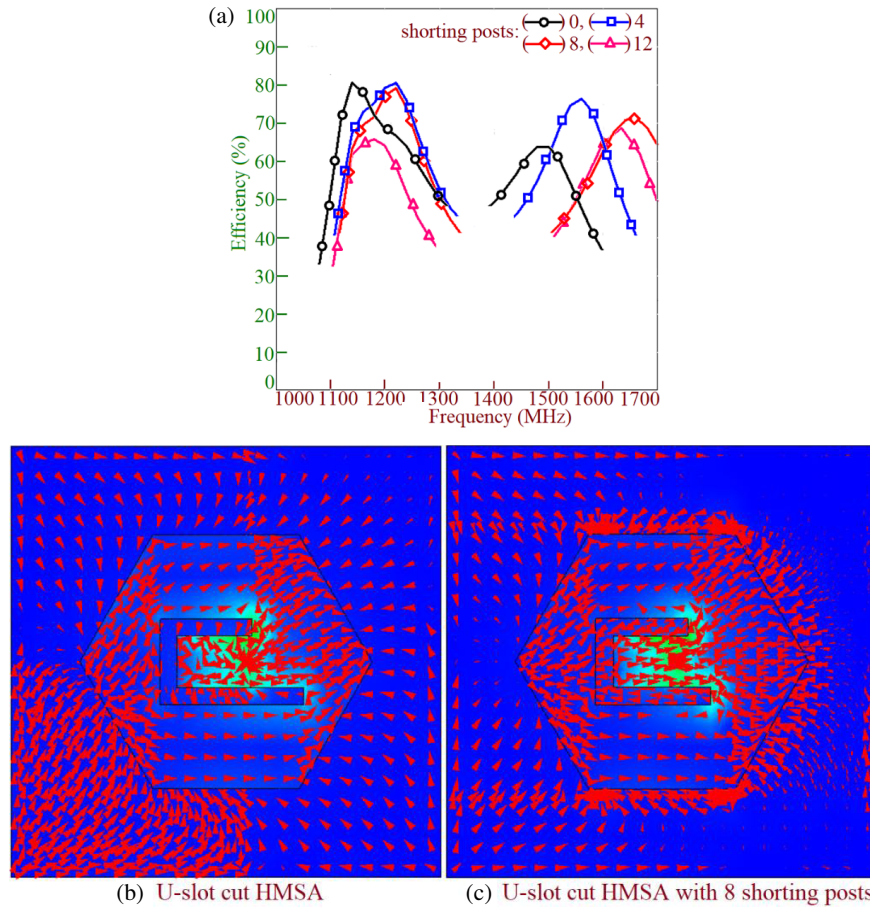 (a)
shorting posts: ( ) 0, ( ) 4
( ) 8, ( ) 12
Efficiency (%)
100
90
80
70
60
50
40
30
20
10
0
1000 1100 1200 1300 1400 1500 1600 1700
Frequency (MHz)
(b) U-slot cut HMSA
(c) U-slot cut HMSA with 8 shorting posts